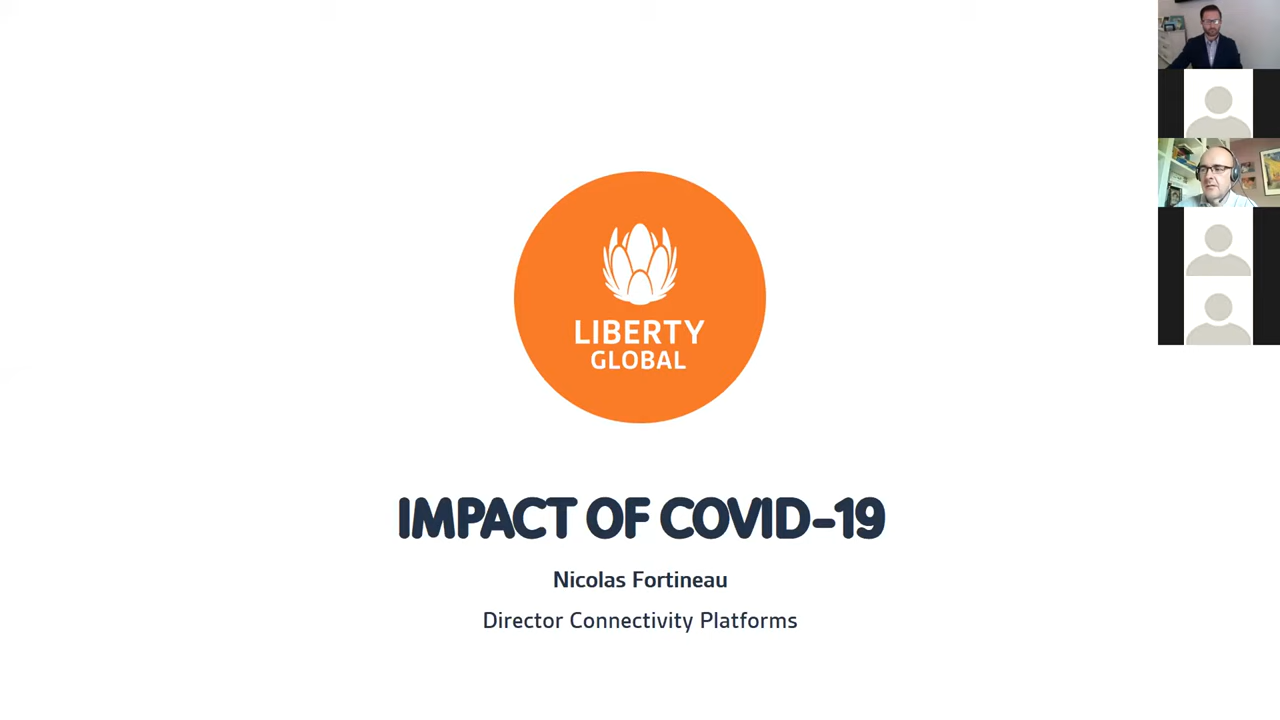 LIBERTY
GLOBAL
IMPACT OF COVID-19
Nicolas Fortineau
Director Connectivity Platforms